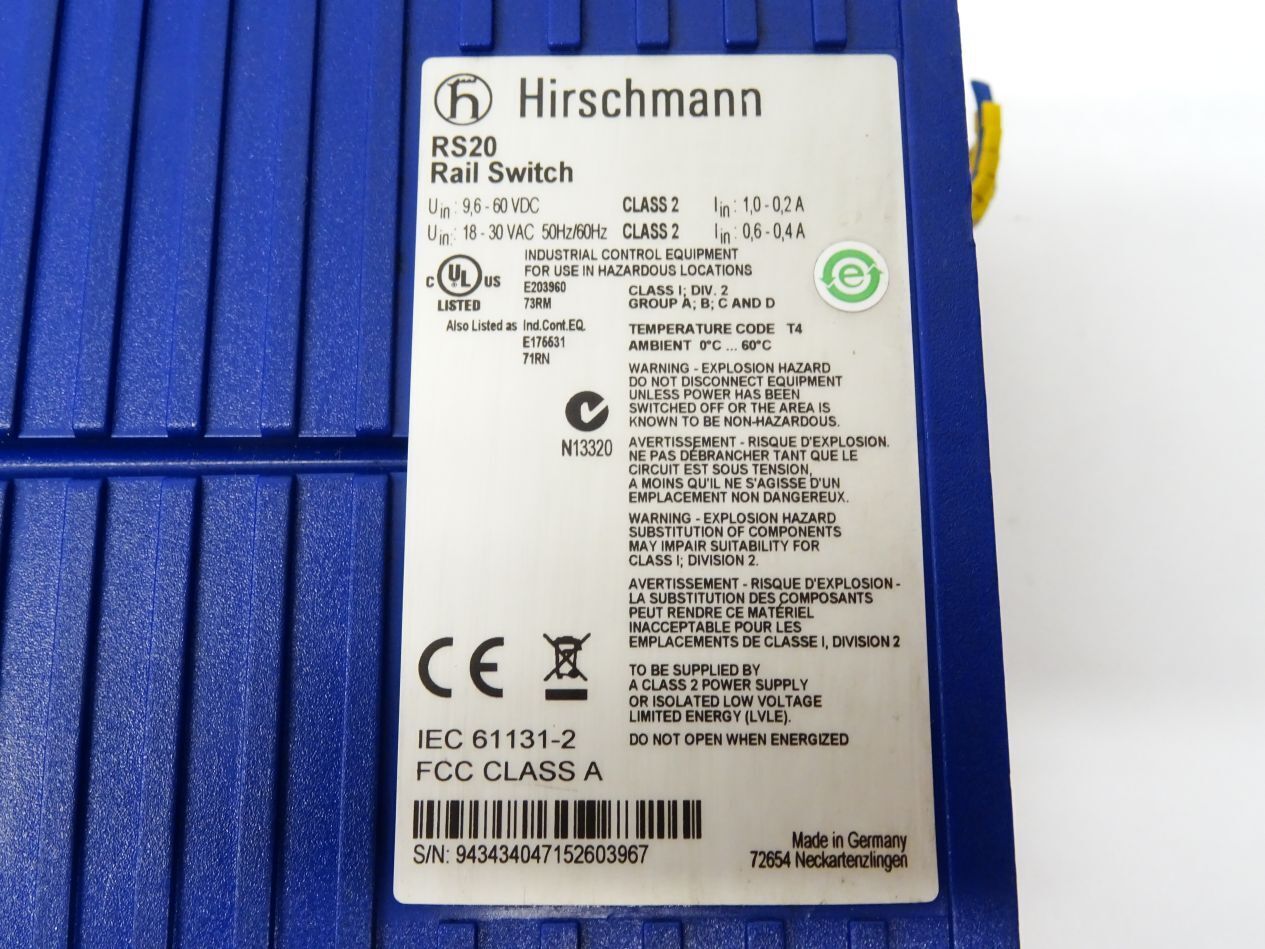 Hirschmann
RS20
Rail Switch
Uin: 9,6 - 60 VDC CLASS 2 Iin: 1,0 - 0,2 A
Uin: 18 - 30 VAC 50Hz/60Hz CLASS 2 Iin: 0,6 - 0,4 A
INDUSTRIAL CONTROL EQUIPMENT
FOR USE IN HAZARDOUS LOCATIONS
C UL US
LISTED
E203960
73RM
Also Listed as Ind.Cont.EQ.
E176631
71RN
CLASS I; DIV. 2
GROUP A; B; C AND D
e
TEMPERATURE CODE T4
AMBIENT 0°C ... 60°C
WARNING - EXPLOSION HAZARD
DO NOT DISCONNECT EQUIPMENT
UNLESS POWER HAS BEEN
SWITCHED OFF OR THE AREA IS
KNOWN TO BE NON-HAZARDOUS.
N13320
AVERTISSEMENT - RISQUE D'EXPLOSION.
NE PAS DÉBRANCHER TANT QUE LE
CIRCUIT EST SOUS TENSION,
A MOINS QU'IL NE S'AGISSE D'UN
EMPLACEMENT NON DANGEREUX.
WARNING - EXPLOSION HAZARD
SUBSTITUTION OF COMPONENTS
MAY IMPAIR SUITABILITY FOR
CLASS I; DIVISION 2.
AVERTISSEMENT - RISQUE D'EXPLOSION -
LA SUBSTITUTION DES COMPOSANTS
PEUT RENDRE CE MATÉRIEL
INACCEPTABLE POUR LES
EMPLACEMENTS DE CLASSE I, DIVISION 2
TO BE SUPPLIED BY
A CLASS 2 POWER SUPPLY
OR ISOLATED LOW VOLTAGE
LIMITED ENERGY (LVLE).
DO NOT OPEN WHEN ENERGIZED
CE
IEC 61131-2
FCC CLASS A
S/N: 943434047152603967
Made in Germany
72654 Neckartenzlingen